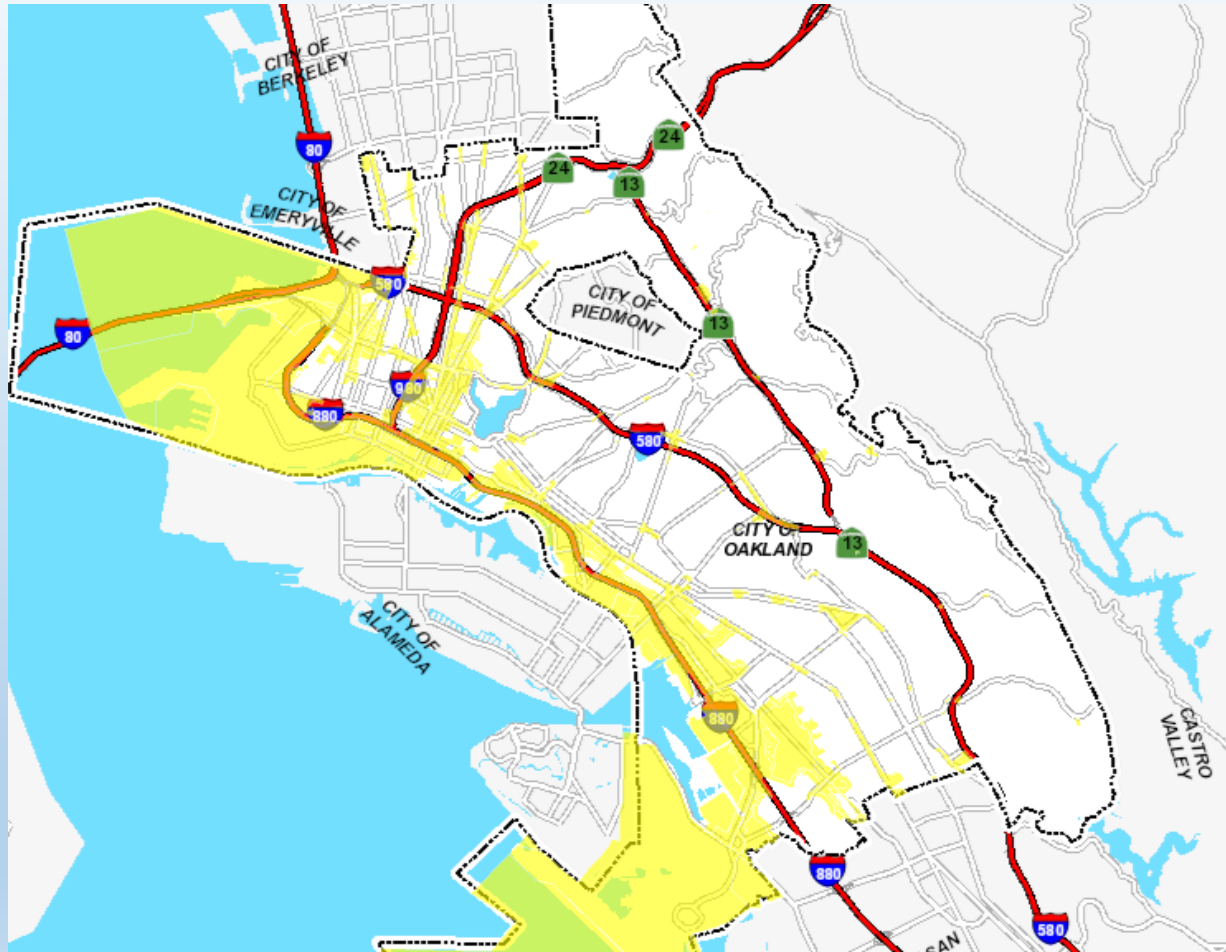 CITY OF
BERKELEY
80
24
24
13
CITY OF
EMERYVILLE
580
CITY OF
PIEDMONT
80
13
980
880
580
CITY O
OAKLAND
13
CITY OF
ALAMEDA
880
CASTRO
VALLEY
880
580
SAN